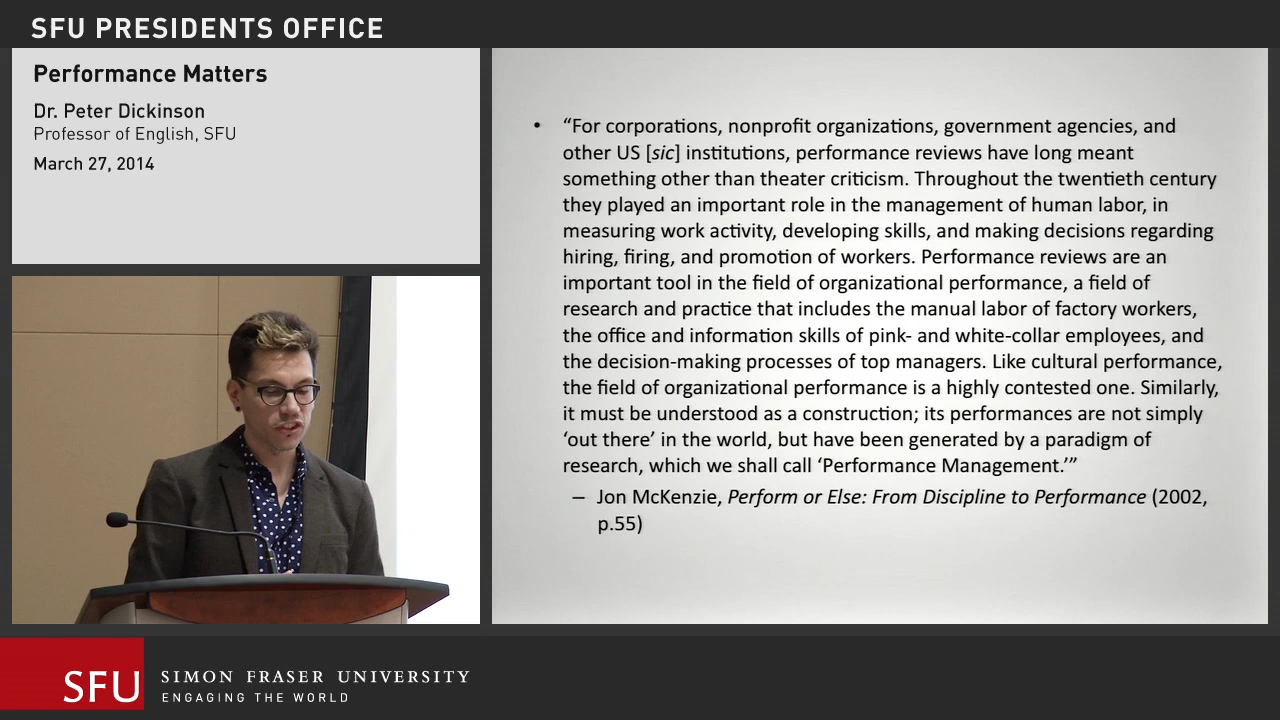 SFU PRESIDENTS OFFICE
Performance Matters
Dr. Peter Dickinson
Professor of English, SFU
March 27, 2014
• “For corporations, nonprofit organizations, government agencies, and
other US [sic] institutions, performance reviews have long meant
something other than theater criticism. Throughout the twentieth century
they played an important role in the management of human labor, in
measuring work activity, developing skills, and making decisions regarding
hiring, firing, and promotion of workers. Performance reviews are an
important tool in the field of organizational performance, a field of
research and practice that includes the manual labor of factory workers,
the office and information skills of pink- and white-collar employees, and
the decision-making processes of top managers. Like cultural performance,
the field of organizational performance is a highly contested one. Similarly,
it must be understood as a construction; its performances are not simply
‘out there’ in the world, but have been generated by a paradigm of
research, which we shall call ‘Performance Management.’”
– Jon McKenzie, Perform or Else: From Discipline to Performance (2002,
p.55)
SFU
SIMON FRASER UNIVERSITY
ENGAGING THE WORLD